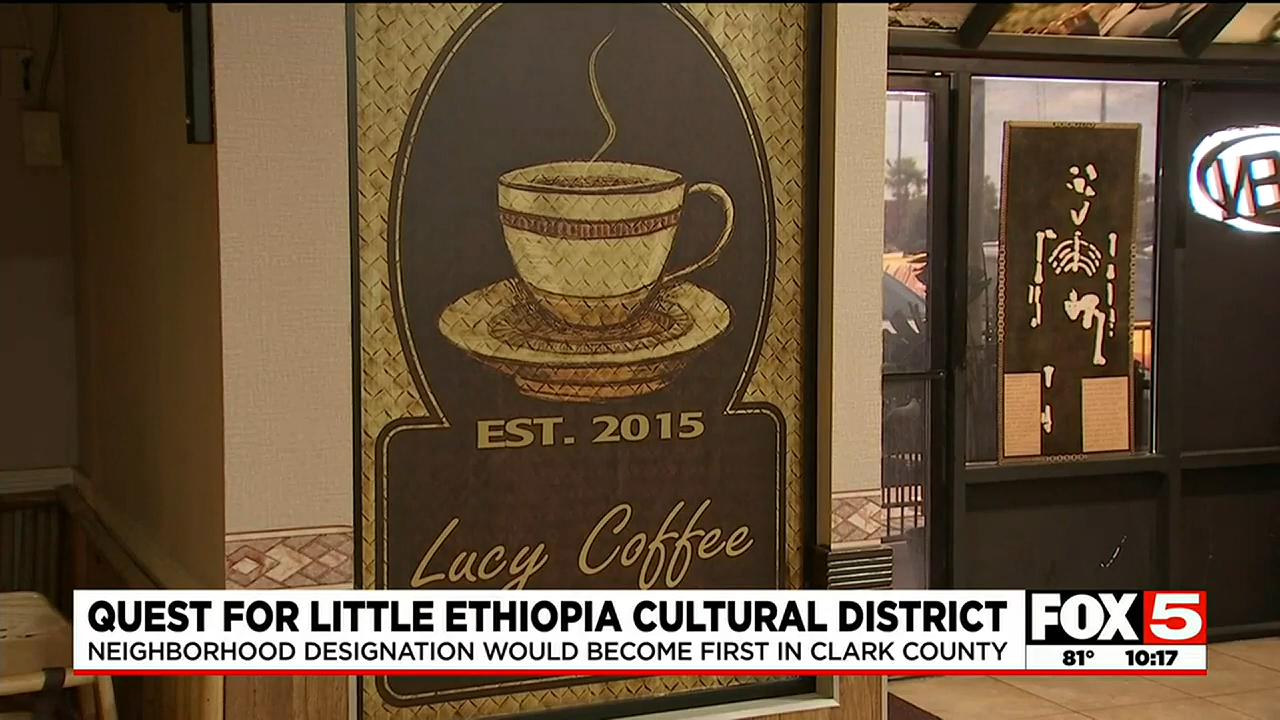 EST. 2015
Lucy Coffee
QUEST FOR LITTLE ETHIOPIA CULTURAL DISTRICT
NEIGHBORHOOD DESIGNATION WOULD BECOME FIRST IN CLARK COUNTY
FOX 5
81° 10:17